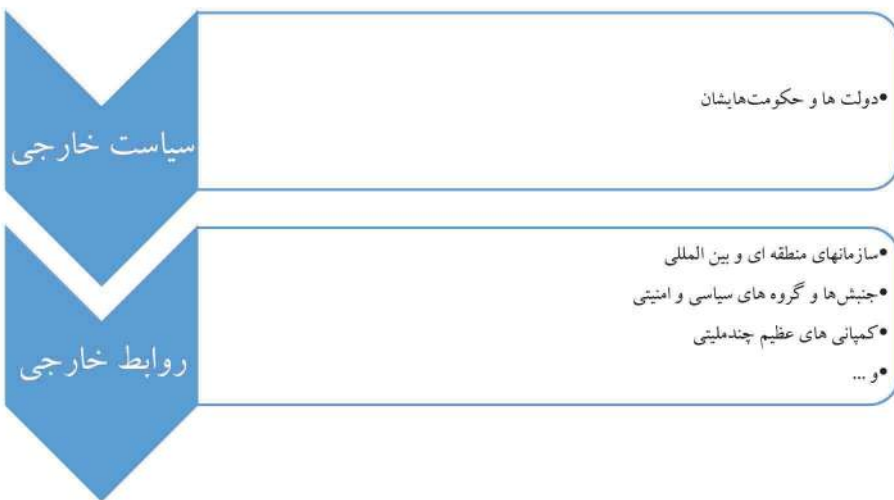 سیاست خارجی
•دولت ها و حکومت‌هایشان
روابط خارجی
•سازمانهای منطقه ای و بین المللی
•جنبش‌ها و گروه های سیاسی و امنیتی
•کمپانی های عظیم چندملیتی
•و ...